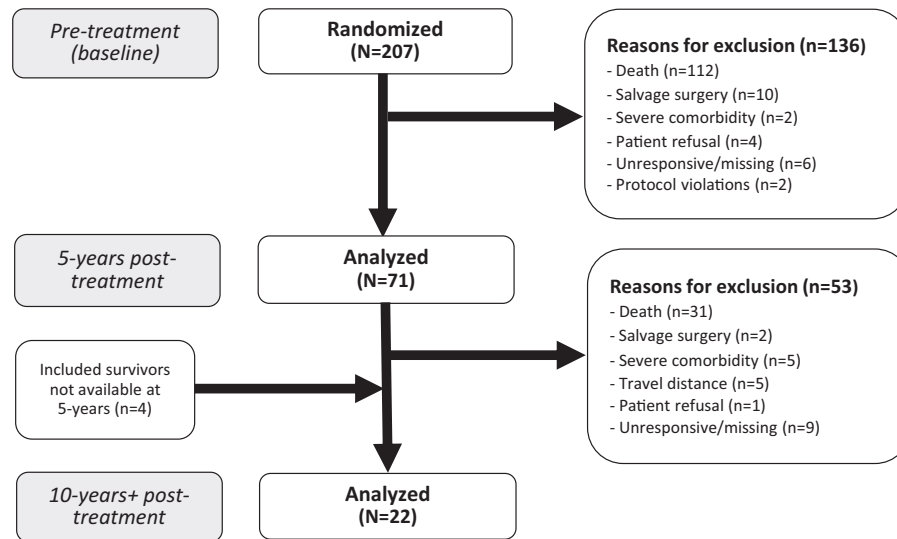 Pre-treatment
(baseline)
Randomized
(N=207)
Reasons for exclusion (n=136)
- Death (n=112)
- Salvage surgery (n=10)
- Severe comorbidity (n=2)
- Patient refusal (n=4)
- Unresponsive/missing (n=6)
- Protocol violations (n=2)
5-years post-
treatment
Analyzed
(N=71)
Reasons for exclusion (n=53)
- Death (n=31)
- Salvage surgery (n=2)
- Severe comorbidity (n=5)
- Travel distance (n=5)
- Patient refusal (n=1)
- Unresponsive/missing (n=9)
Included survivors
not available at
5-years (n=4)
10-years+ post-
treatment
Analyzed
(N=22)